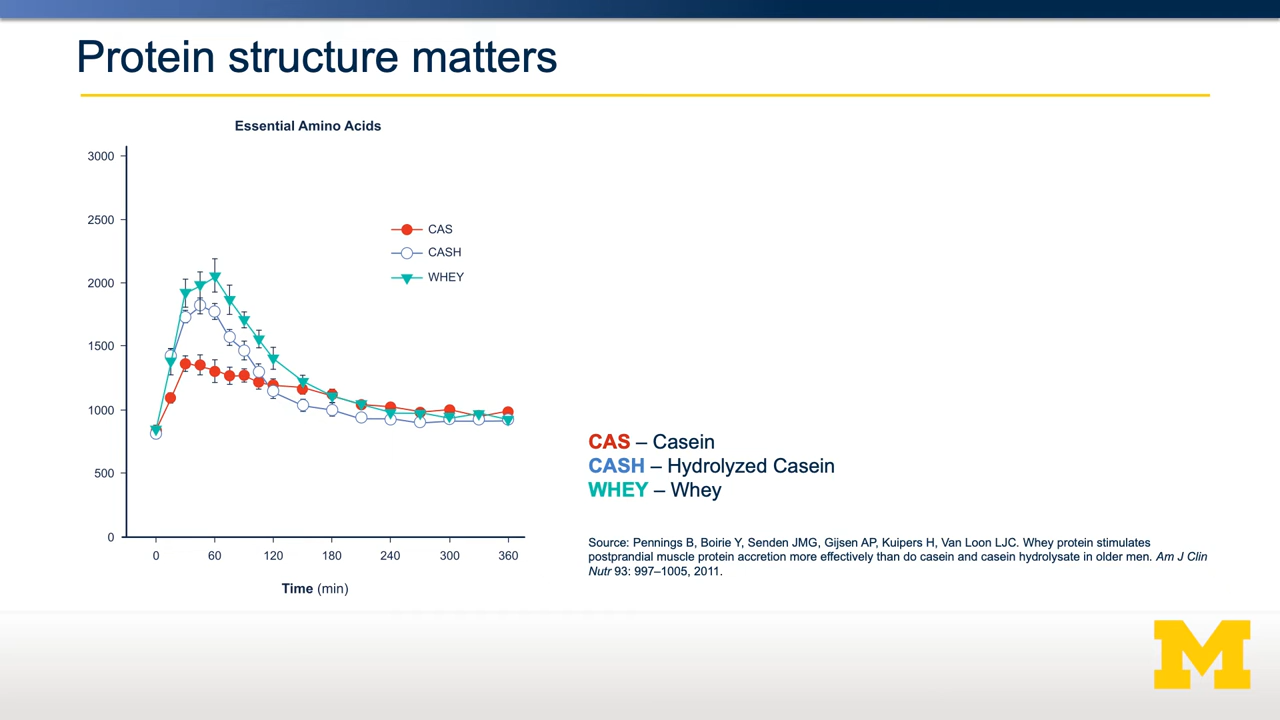 Protein structure matters
Essential Amino Acids
3000
2500
2000
1500
1000
500
0
CAS
CASH
WHEY
0 60 120 180 240 300 360
Time (min)
CAS – Casein
CASH – Hydrolyzed Casein
WHEY – Whey
Source: Pennings B, Boirie Y, Senden JMG, Gijsen AP, Kuipers H, Van Loon LJC. Whey protein stimulates
postprandial muscle protein accretion more effectively than do casein and casein hydrolysate in older men. Am J Clin
Nutr 93: 997–1005, 2011.
M